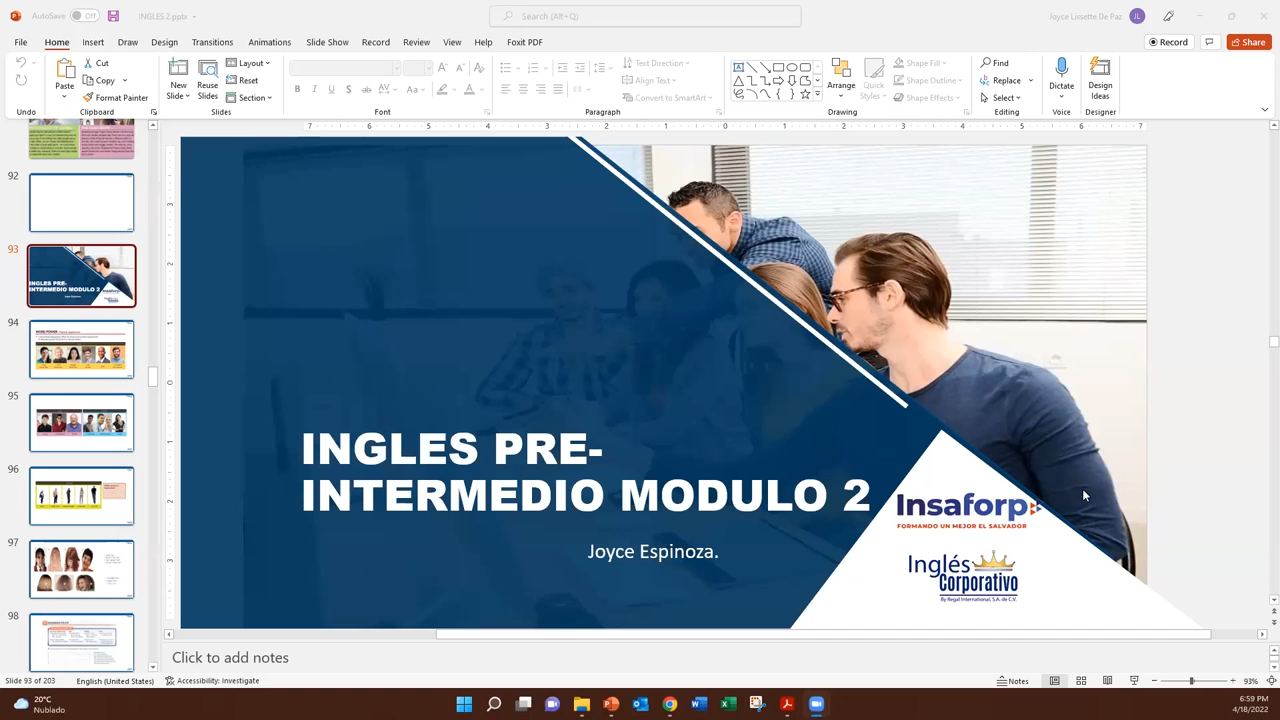 AutoSave Off INGLES 2.pptx Search (Alt+Q) Joyce Lissette De Paz JL
File Home Insert Draw Design Transitions Animations Slide Show Record Review View Help Foxit PDF Record Share
Paste Cut Copy Format Painter New Slide Reuse Slides Layout Reset Section Text Direction Align Text Convert to SmartArt Arrange Quick Styles Shape Fill Shape Outline Shape Effects Find Replace Select Dictate Design Ideas
Undo Clipboard Slides Font Paragraph Drawing Editing Voice Designer
92
93
94
95
96
97
98
INGLES PRE-
INTERMEDIO MODULO 2
Joyce Espinoza.
Insaforp
FORMANDO UN MEJOR EL SALVADOR
Inglés
Corporativo
By Regal International, S.A. de C.V.
Click to add notes
Slide 93 of 203 English (United States) Accessibility: Investigate Notes 93%
20°C
Nublado
6:59 PM
4/18/2022